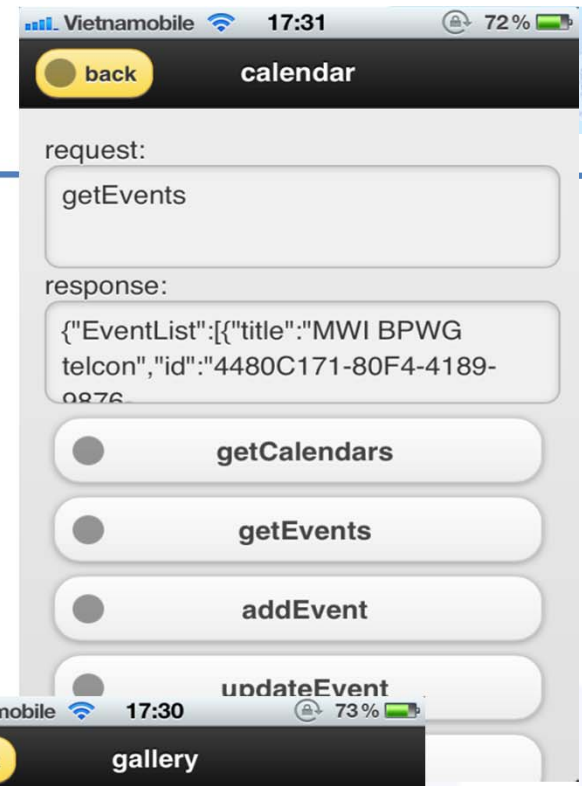 Vietnamobile 17:31 72%
back calendar
request:
getEvents
response:
{"EventList":[{"title":"MWI BPWG
telcon","id":"4480C171-80F4-4189-
9876-
getCalendars
getEvents
addEvent
updateEvent
mobile 17:30 73%
gallery